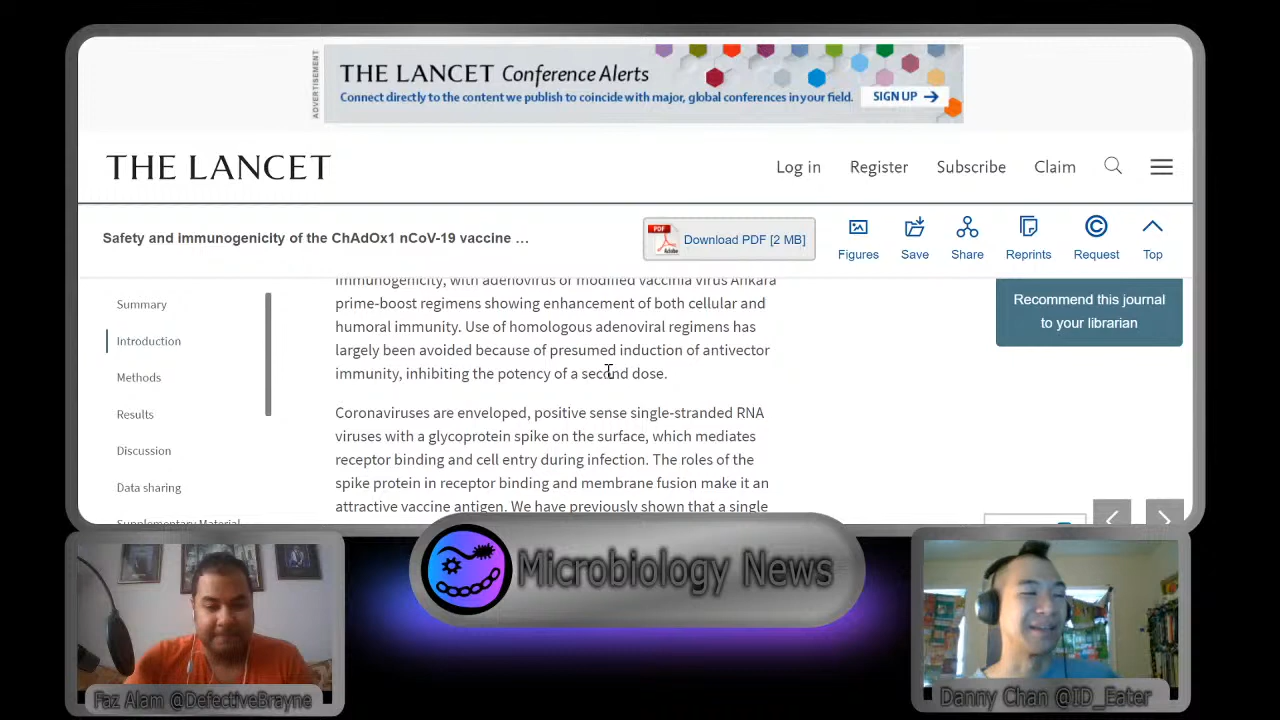 ADVERTISEMENT
THE LANCET Conference Alerts
Connect directly to the content we publish to coincide with major, global conferences in your field.
SIGN UP
THE LANCET
Log in
Register
Subscribe
Claim
Safety and immunogenicity of the ChAdOx1 nCoV-19 vaccine …
PDF
Adobe
Download PDF [2 MB]
Figures
Save
Share
Reprints
Request
Top
Summary
Introduction
Methods
Results
Discussion
Data sharing
Supplementary Material
immunogenicity, with adenovirus or modified vaccinia virus Ankara
prime-boost regimens showing enhancement of both cellular and
humoral immunity. Use of homologous adenoviral regimens has
largely been avoided because of presumed induction of antivector
immunity, inhibiting the potency of a second dose.
Coronaviruses are enveloped, positive sense single-stranded RNA
viruses with a glycoprotein spike on the surface, which mediates
receptor binding and cell entry during infection. The roles of the
spike protein in receptor binding and membrane fusion make it an
attractive vaccine antigen. We have previously shown that a single
Recommend this journal
to your librarian
Microbiology News
Faz Alam @DefectiveBrayne
Danny Chan @ID_Eater